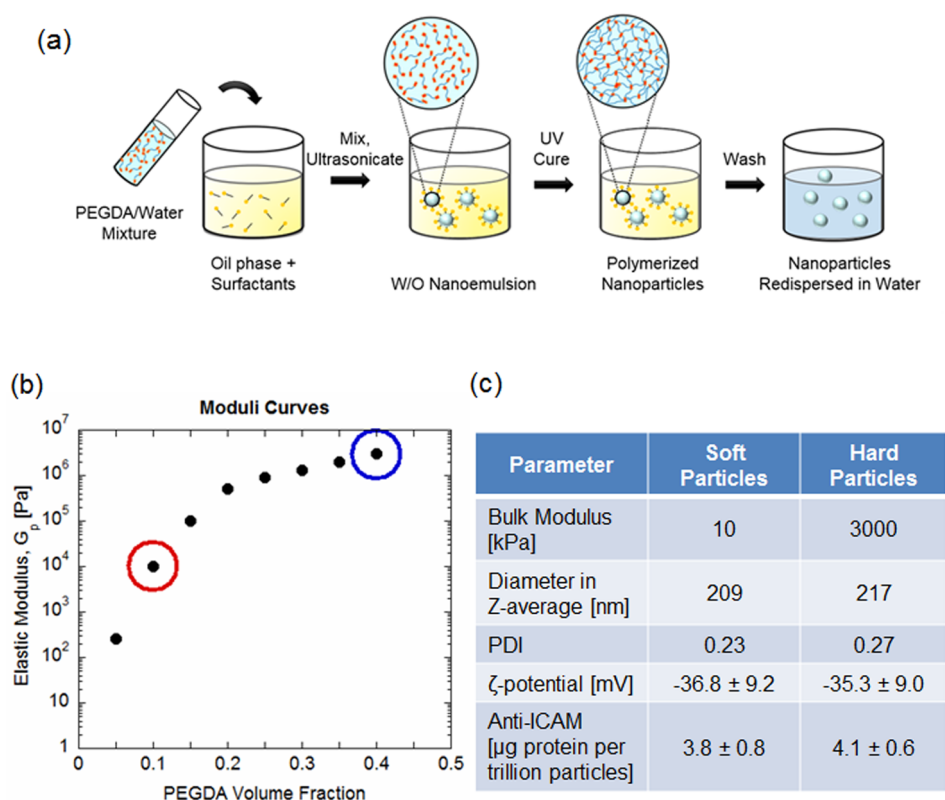 (a)
PEGDA/Water
Mixture
Oil phase +
Surfactants
Mix,
Ultrasonicate
W/O Nanoemulsion
UV
Cure
Polymerized
Nanoparticles
Wash
Nanoparticles
Redispersed in Water
(b)
Moduli Curves
Elastic Modulus, Gp [Pa]
10^7
10^6
10^5
10^4
10^3
10^2
10
1
0 0.1 0.2 0.3 0.4 0.5
PEGDA Volume Fraction
(c)
Parameter Soft Particles Hard Particles
Bulk Modulus [kPa] 10 3000
Diameter in Z-average [nm] 209 217
PDI 0.23 0.27
ζ-potential [mV] -36.8 ± 9.2 -35.3 ± 9.0
Anti-ICAM [µg protein per trillion particles] 3.8 ± 0.8 4.1 ± 0.6